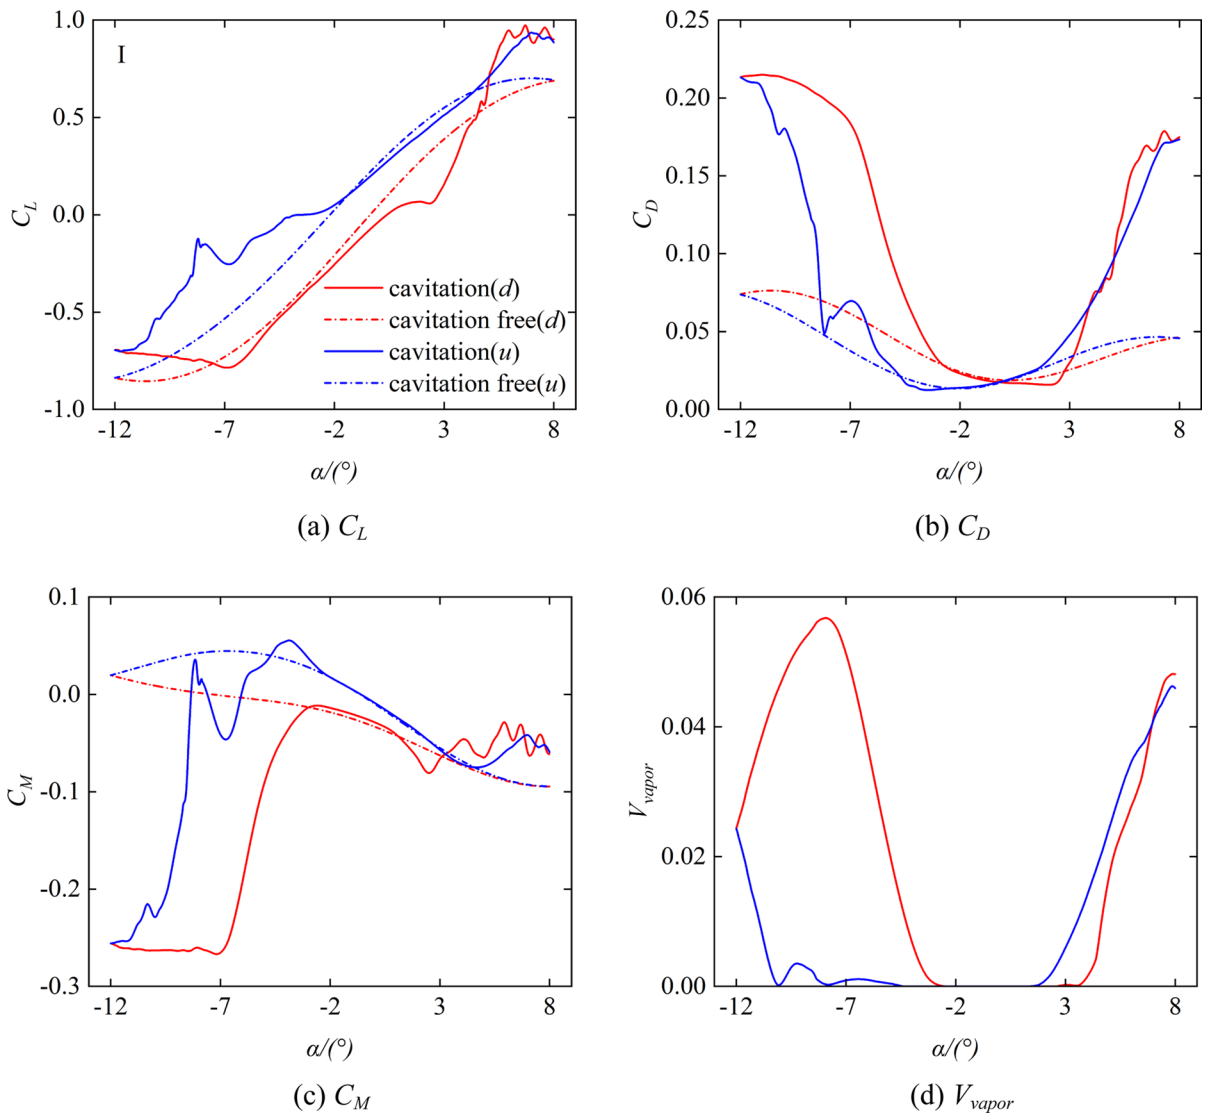 1.0
0.5
0.0
-0.5
-1.0
C_L
I
cavitation(d)
cavitation free(d)
cavitation(u)
cavitation free(u)
-12 -7 -2 3 8
α/(°)
(a) C_L
0.25
0.20
0.15
0.10
0.05
0.00
C_D
-12 -7 -2 3 8
α/(°)
(b) C_D
0.1
0.0
-0.1
-0.2
-0.3
C_M
-12 -7 -2 3 8
α/(°)
(c) C_M
0.06
0.04
0.02
0.00
V_vapor
-12 -7 -2 3 8
α/(°)
(d) V_vapor